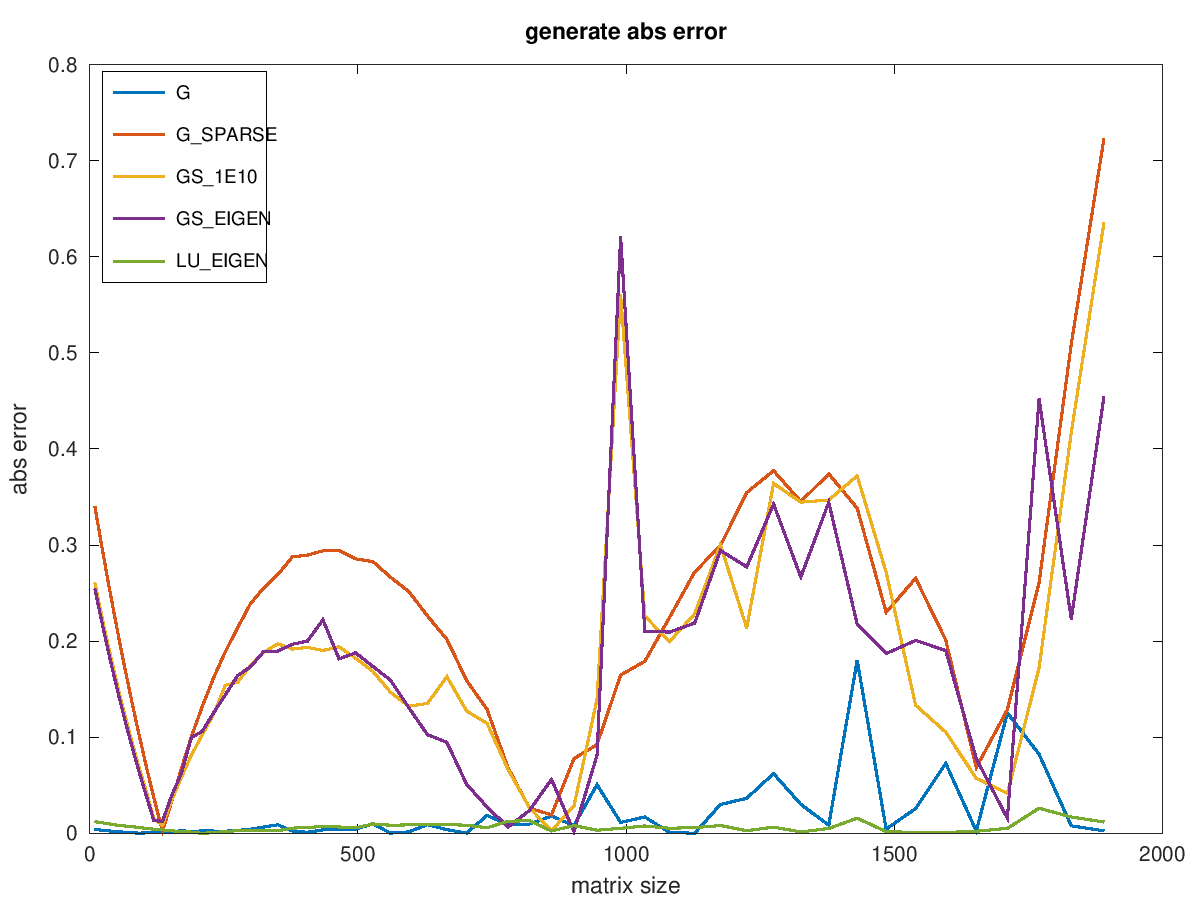 generate abs error
0.8
0.7
0.6
0.5
0.4
0.3
0.2
0.1
0
G
G_SPARSE
GS_1E10
GS_EIGEN
LU_EIGEN
abs error
0 500 1000 1500 2000
matrix size